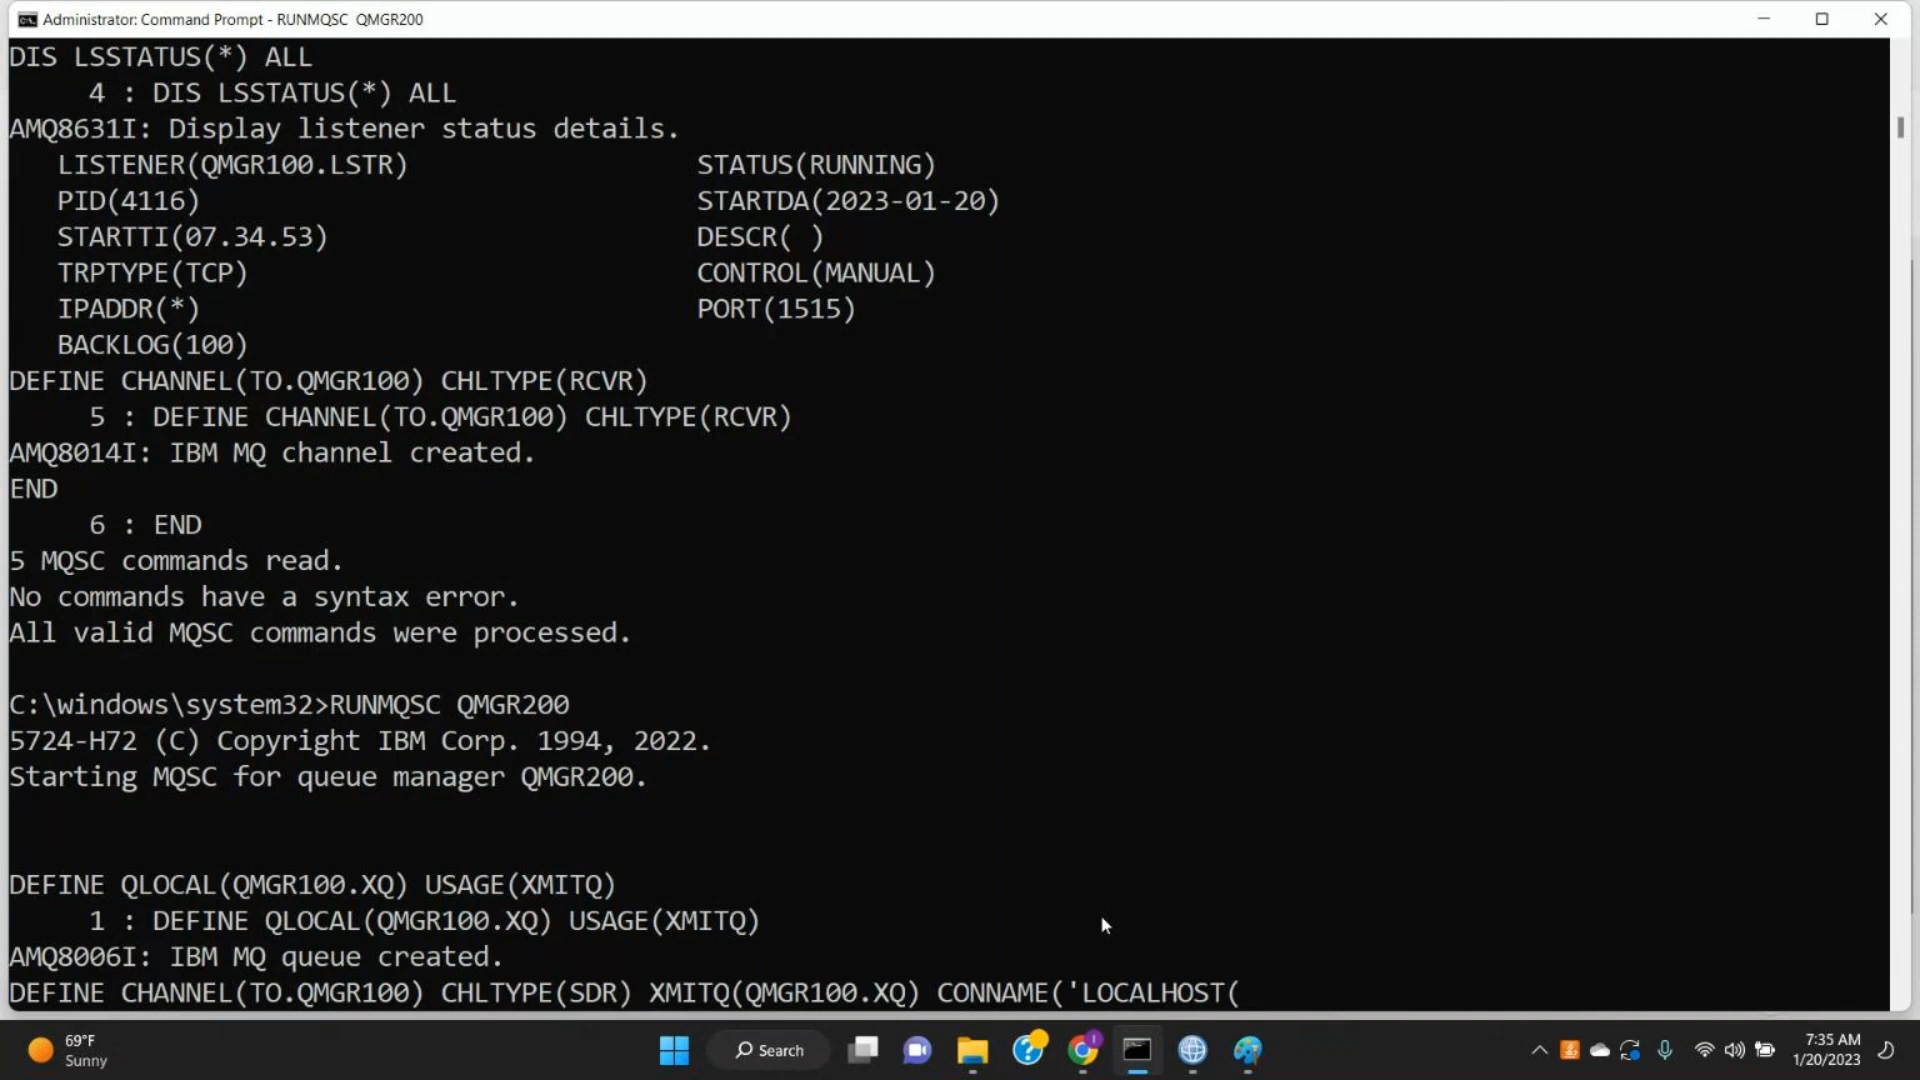 Administrator: Command Prompt - RUNMQSC  QMGR200
DIS LSSTATUS(*) ALL
     4 : DIS LSSTATUS(*) ALL
AMQ8631I: Display listener status details.
   LISTENER(QMGR100.LSTR)                  STATUS(RUNNING)
   PID(4116)                               STARTDA(2023-01-20)
   STARTTI(07.34.53)                       DESCR( )
   TRPTYPE(TCP)                            CONTROL(MANUAL)
   IPADDR(*)                               PORT(1515)
   BACKLOG(100)
DEFINE CHANNEL(TO.QMGR100) CHLTYPE(RCVR)
     5 : DEFINE CHANNEL(TO.QMGR100) CHLTYPE(RCVR)
AMQ8014I: IBM MQ channel created.
END
     6 : END
5 MQSC commands read.
No commands have a syntax error.
All valid MQSC commands were processed.
C:\windows\system32>RUNMQSC QMGR200
5724-H72 (C) Copyright IBM Corp. 1994, 2022.
Starting MQSC for queue manager QMGR200.
DEFINE QLOCAL(QMGR100.XQ) USAGE(XMITQ)
     1 : DEFINE QLOCAL(QMGR100.XQ) USAGE(XMITQ)
AMQ8006I: IBM MQ queue created.
DEFINE CHANNEL(TO.QMGR100) CHLTYPE(SDR) XMITQ(QMGR100.XQ) CONNAME('LOCALHOST(
69°F
Sunny
Search
7:35 AM
1/20/2023